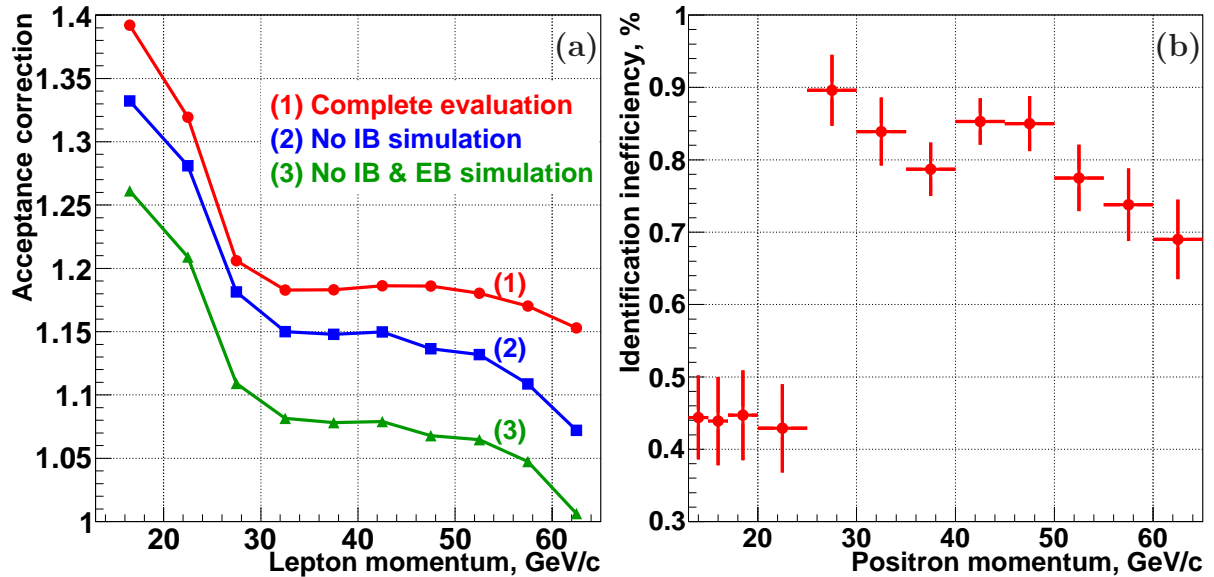 Acceptance correction
1.4
1.35
1.3
1.25
1.2
1.15
1.1
1.05
1
(a)
(1) Complete evaluation
(2) No IB simulation
(3) No IB & EB simulation
(1)
(2)
(3)
20 30 40 50 60
Lepton momentum, GeV/c
Identification inefficiency, %
1
0.9
0.8
0.7
0.6
0.5
0.4
0.3
(b)
20 30 40 50 60
Positron momentum, GeV/c